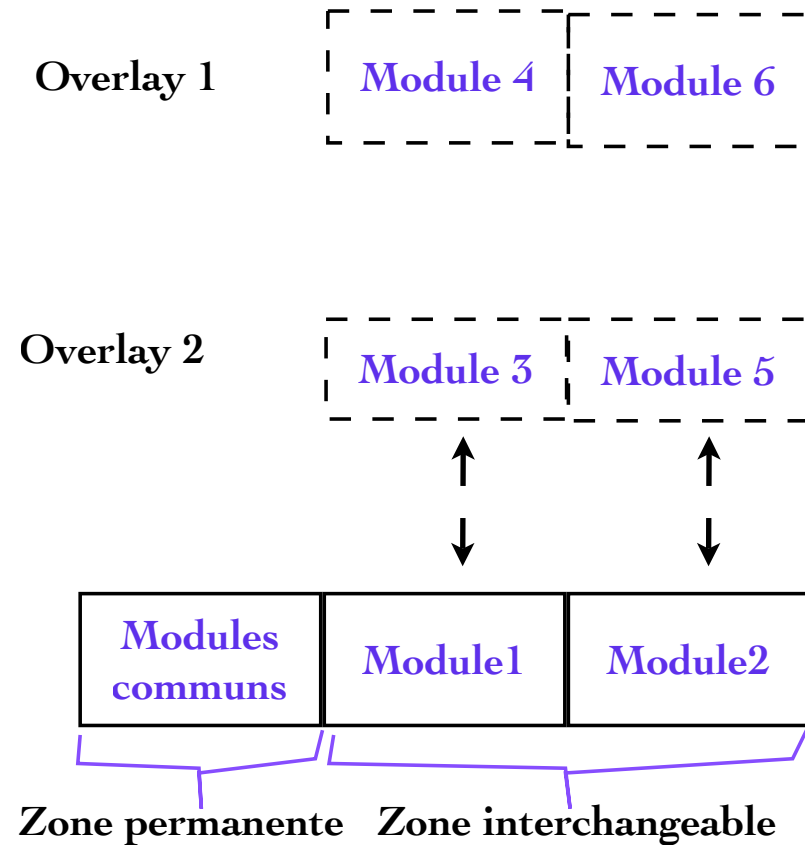 Overlay 1
Module 4
Module 6
Overlay 2
Module 3
Module 5
Modules
communs
Module1
Module2
Zone permanente
Zone interchangeable